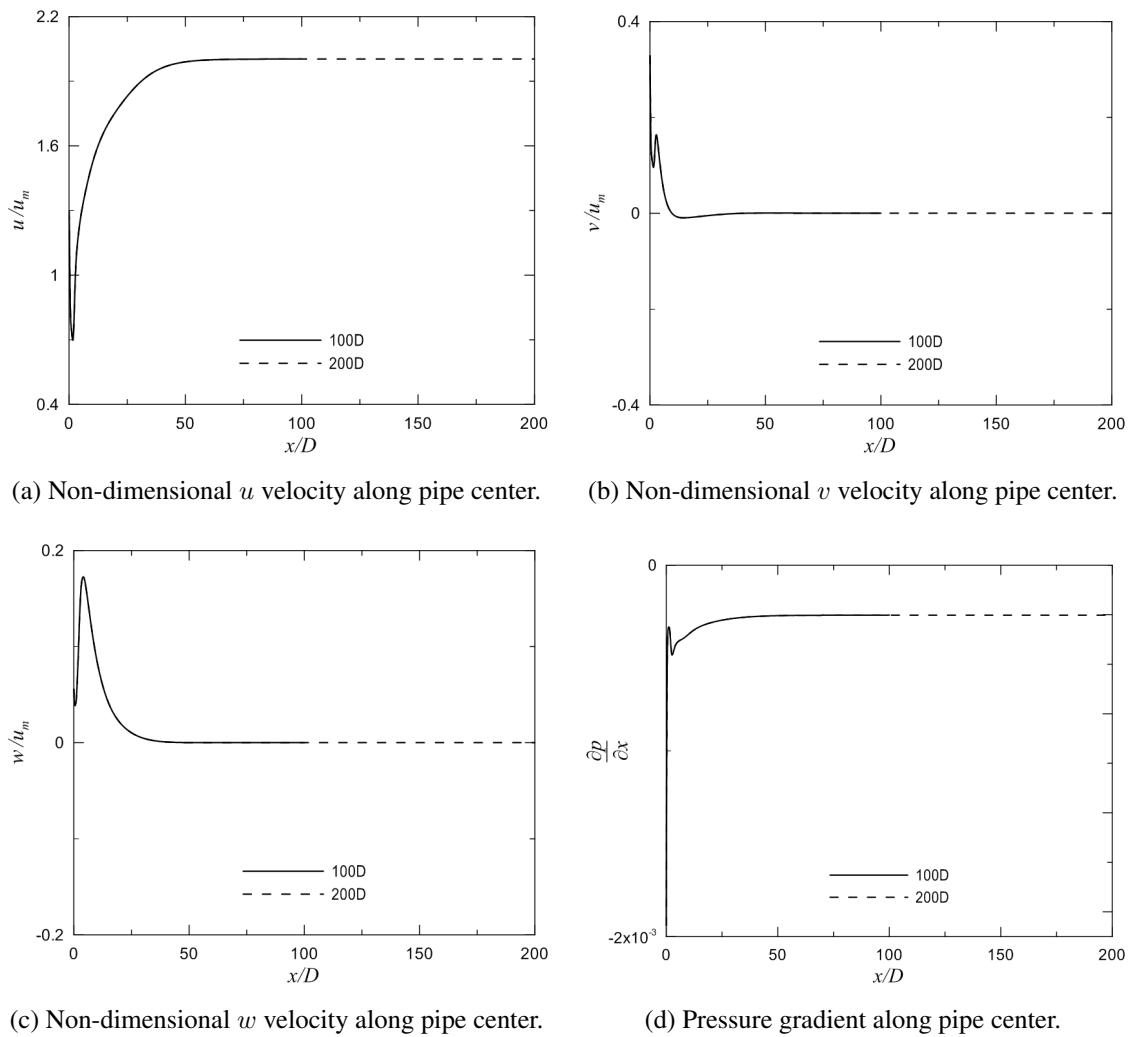 2.2
1.6
1
0.4
u/u_m
0 50 100 150 200
x/D
100D
200D
(a) Non-dimensional u velocity along pipe center.
0.4
0
-0.4
v/u_m
0 50 100 150 200
x/D
100D
200D
(b) Non-dimensional v velocity along pipe center.
0.2
0
-0.2
w/u_m
0 50 100 150 200
x/D
100D
200D
(c) Non-dimensional w velocity along pipe center.
0
-2x10⁻³
∂p
∂x
0 50 100 150 200
x/D
100D
200D
(d) Pressure gradient along pipe center.